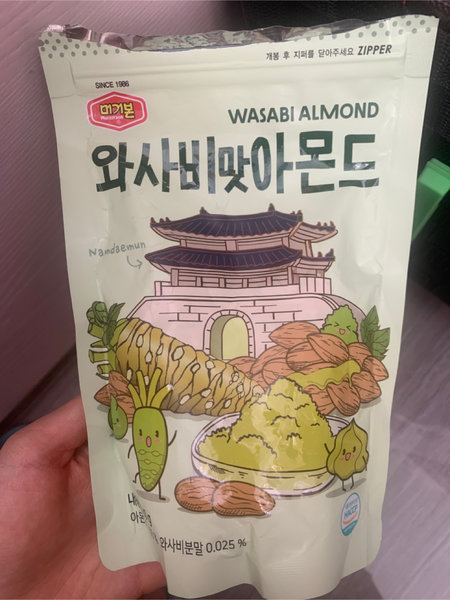 개봉 후 지퍼를 닫아주세요 ZIPPER
SINCE 1986
머거본
WASABI ALMOND
와사비맛아몬드
Namdaemun
와사비분말 0.025 %
HACCP